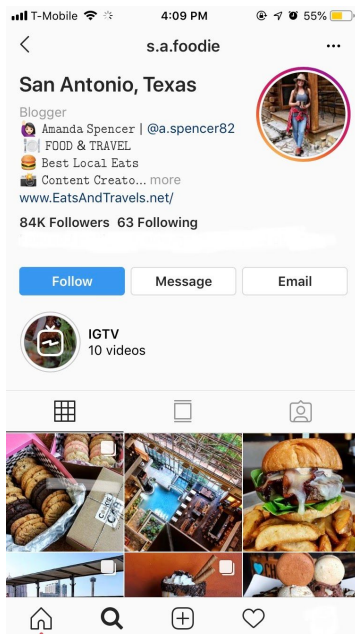 T-Mobile
4:09 PM
55%
s.a.foodie
San Antonio, Texas
Blogger
Amanda Spencer | @a.spencer82
FOOD & TRAVEL
Best Local Eats
Content Creato... more
www.EatsAndTravels.net/
84K Followers 63 Following
Follow
Message
Email
IGTV
10 videos